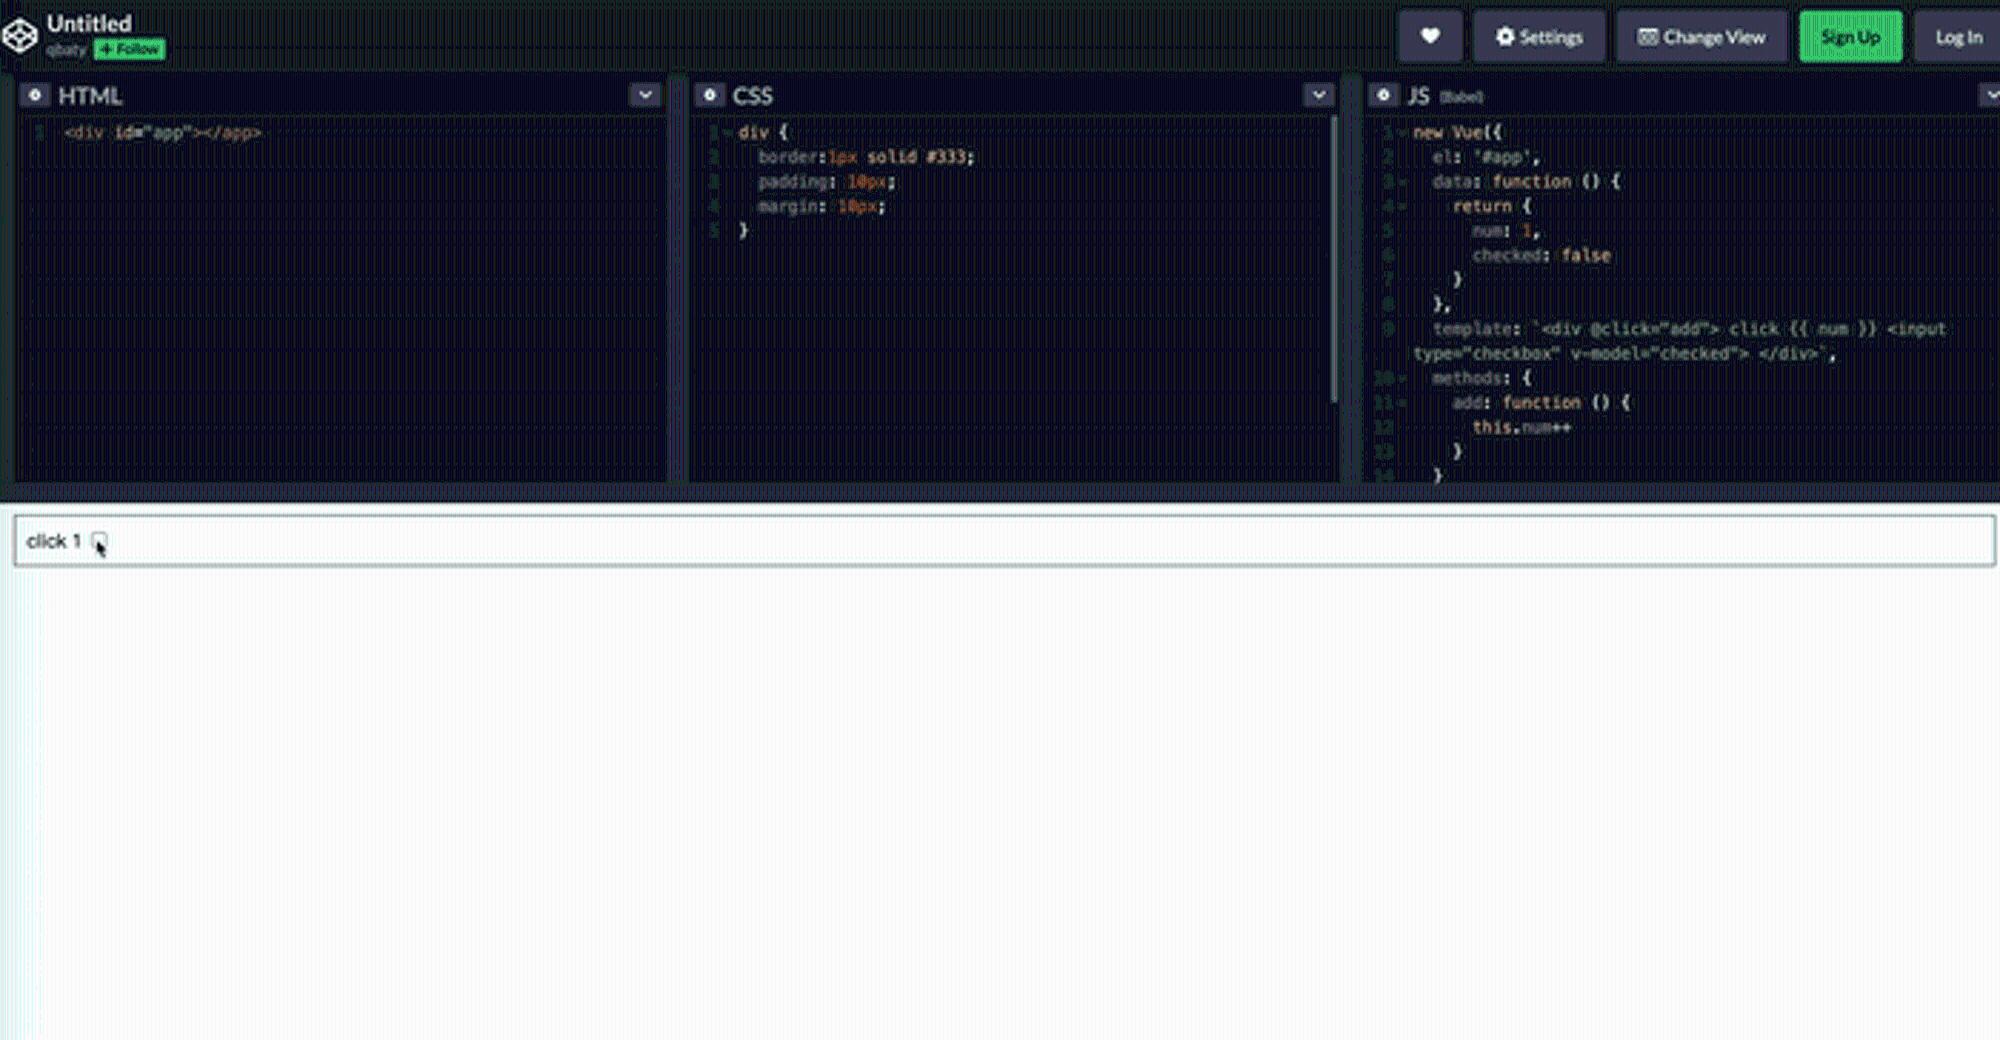 Untitled
qbaty + Follow
Settings
Change View
Sign Up
Log In
HTML
1 <div id="app"></app>
CSS
1 div {
2 border:1px solid #333;
3 padding: 10px;
4 margin: 10px;
5 }
JS (Babel)
1 new Vue({
2 el: '#app',
3 data: function () {
4 return {
5 num: 1,
6 checked: false
7 }
8 },
9 template: `<div @click="add"> click {{ num }} <input
type="checkbox" v-model="checked"> </div>`,
10 methods: {
11 add: function () {
12 this.num++
13 }
14 }
click 1